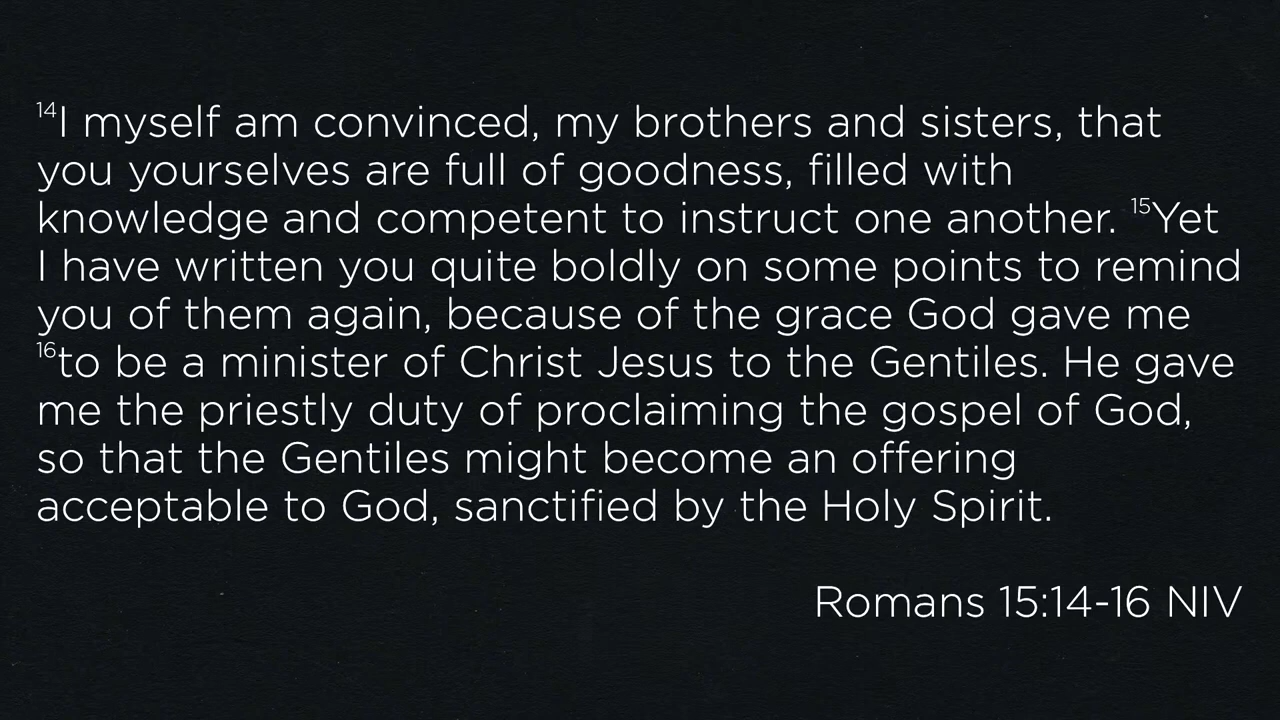 ¹⁴I myself am convinced, my brothers and sisters, that
you yourselves are full of goodness, filled with
knowledge and competent to instruct one another. ¹⁵Yet
I have written you quite boldly on some points to remind
you of them again, because of the grace God gave me
¹⁶to be a minister of Christ Jesus to the Gentiles. He gave
me the priestly duty of proclaiming the gospel of God,
so that the Gentiles might become an offering
acceptable to God, sanctified by the Holy Spirit.
Romans 15:14-16 NIV